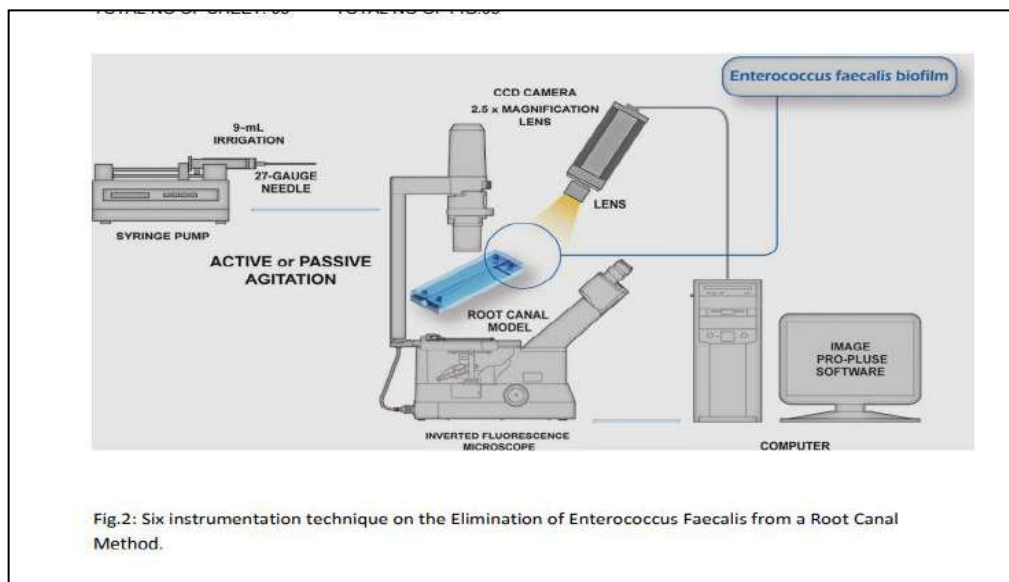 Enterococcus faecalis biofilm
CCD CAMERA
2.5 x MAGNIFICATION
LENS
9-mL
IRRIGATION
27-GAUGE
NEEDLE
LENS
SYRINGE PUMP
ACTIVE or PASSIVE
AGITATION
ROOT CANAL
MODEL
IMAGE
PRO-PLUSE
SOFTWARE
INVERTED FLUORESCENCE
MICROSCOPE
COMPUTER
Fig.2: Six instrumentation technique on the Elimination of Enterococcus Faecalis from a Root Canal
Method.